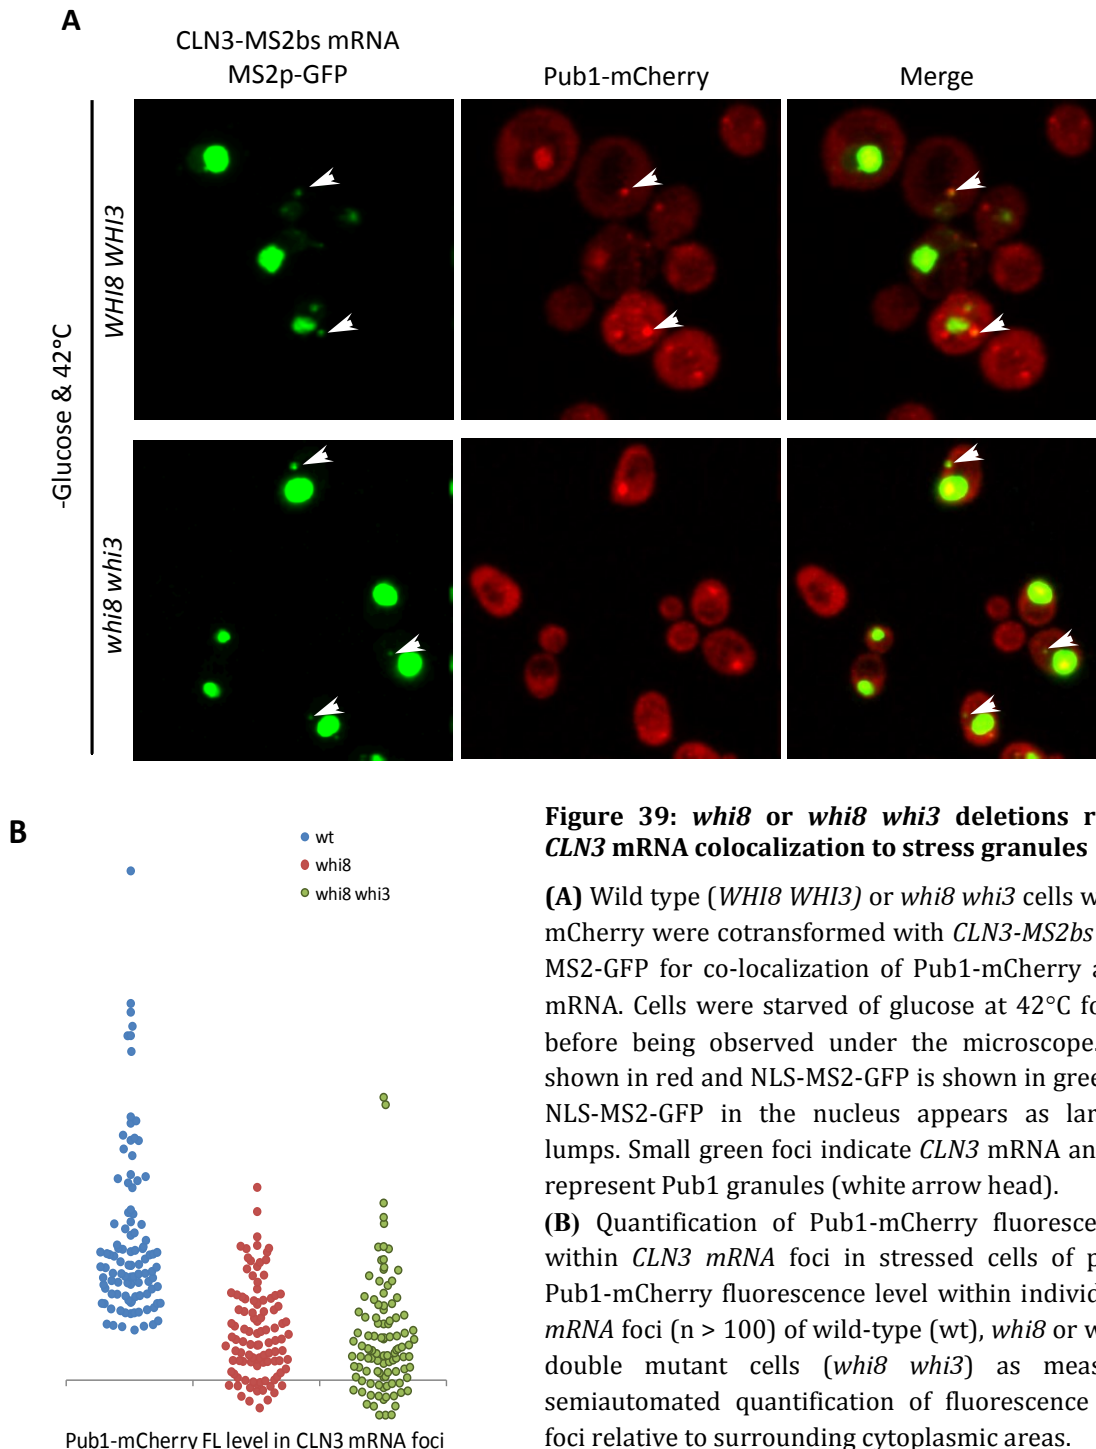 A
CLN3-MS2bs mRNA
MS2p-GFP
Pub1-mCherry
Merge
-Glucose & 42°C
WHI8 WHI3
whi8 whi3
B
wt
whi8
whi8 whi3
Pub1-mCherry FL level in CLN3 mRNA foci
Figure 39: whi8 or whi8 whi3 deletions r
CLN3 mRNA colocalization to stress granules
(A) Wild type (WHI8 WHI3) or whi8 whi3 cells w
mCherry were cotransformed with CLN3-MS2bs
MS2-GFP for co-localization of Pub1-mCherry a
mRNA. Cells were starved of glucose at 42°C fo
before being observed under the microscope.
shown in red and NLS-MS2-GFP is shown in gree
NLS-MS2-GFP in the nucleus appears as lar
lumps. Small green foci indicate CLN3 mRNA an
represent Pub1 granules (white arrow head).
(B) Quantification of Pub1-mCherry fluoresce
within CLN3 mRNA foci in stressed cells of p
Pub1-mCherry fluorescence level within individ
mRNA foci (n > 100) of wild-type (wt), whi8 or w
double mutant cells (whi8 whi3) as meas
semiautomated quantification of fluorescence
foci relative to surrounding cytoplasmic areas.